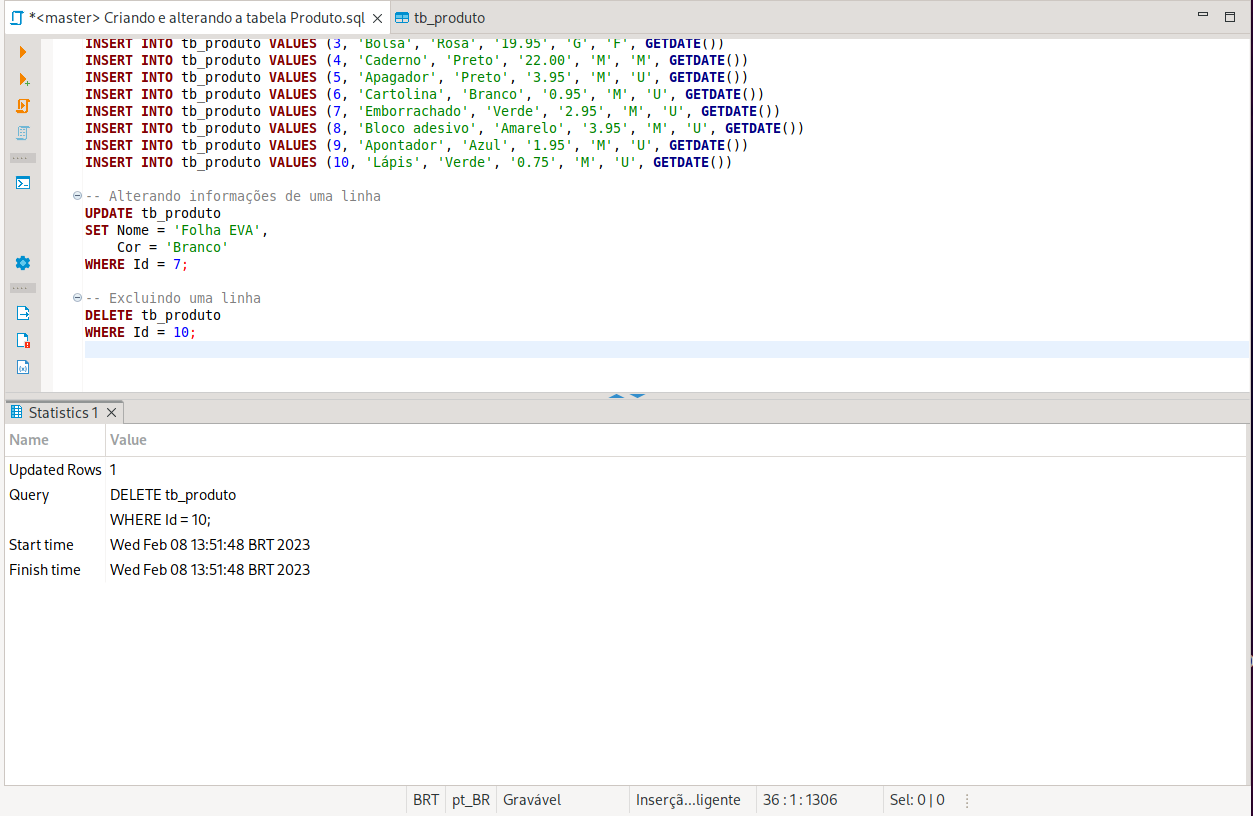 *<master> Criando e alterando a tabela Produto.sql tb_produto
INSERT INTO tb_produto VALUES (3, 'Bolsa', 'Rosa', '19.95', 'G', 'F', GETDATE())
INSERT INTO tb_produto VALUES (4, 'Caderno', 'Preto', '22.00', 'M', 'M', GETDATE())
INSERT INTO tb_produto VALUES (5, 'Apagador', 'Preto', '3.95', 'M', 'U', GETDATE())
INSERT INTO tb_produto VALUES (6, 'Cartolina', 'Branco', '0.95', 'M', 'U', GETDATE())
INSERT INTO tb_produto VALUES (7, 'Emborrachado', 'Verde', '2.95', 'M', 'U', GETDATE())
INSERT INTO tb_produto VALUES (8, 'Bloco adesivo', 'Amarelo', '3.95', 'M', 'U', GETDATE())
INSERT INTO tb_produto VALUES (9, 'Apontador', 'Azul', '1.95', 'M', 'U', GETDATE())
INSERT INTO tb_produto VALUES (10, 'Lápis', 'Verde', '0.75', 'M', 'U', GETDATE())
-- Alterando informações de uma linha
UPDATE tb_produto
SET Nome = 'Folha EVA',
Cor = 'Branco'
WHERE Id = 7;
-- Excluindo uma linha
DELETE tb_produto
WHERE Id = 10;
Statistics 1
Name Value
Updated Rows 1
Query DELETE tb_produto
WHERE Id = 10;
Start time Wed Feb 08 13:51:48 BRT 2023
Finish time Wed Feb 08 13:51:48 BRT 2023
BRT pt_BR Gravável Inserçã...ligente 36 : 1 : 1306 Sel: 0 | 0